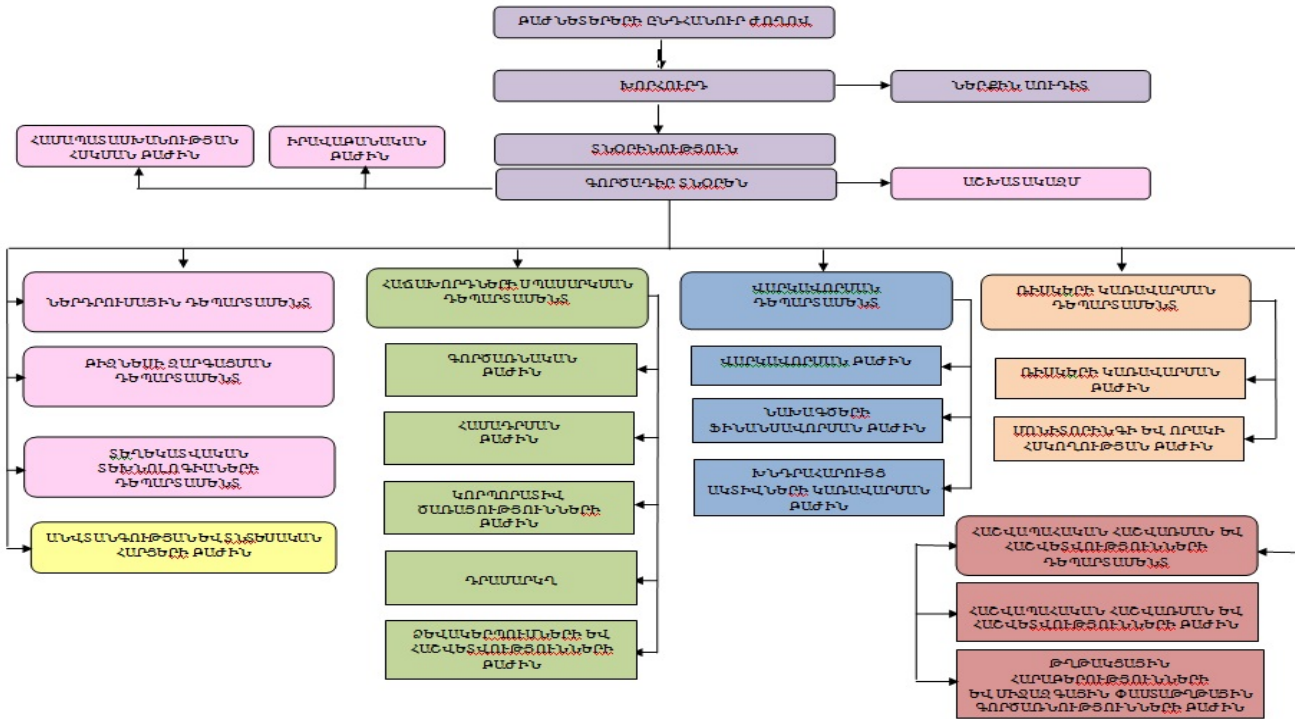 ԲԱԺՆԵՏԵՐԵՐԻ ԸՆԴՀԱՆՈՒՐ ԺՈՂՈՎ
ԽՈՐՀՈՒՐԴ
ՆԵՐՔԻՆ ԱՈՒԴԻՏ
ՀԱՄԱՊԱՏԱՍԽԱՆՈՒԹՅԱՆ
ՀՍԿՄԱՆ ԲԱԺԻՆ
ԻՐԱՎԱԲԱՆԱԿԱՆ
ԲԱԺԻՆ
ՏՆՕՐԻՆՈՒԹՅՈՒՆ
ԳՈՐԾԱԴԻՐ ՏՆՕՐԵՆ
ԱՇԽԱՏԱԿԱԶՄ
ՆԵՐԴՐՈՒՄԱՅԻՆ ԴԵՊԱՐՏԱՄԵՆՏ
ԲԻԶՆԵՍԻ ԶԱՐԳԱՑՄԱՆ
ԴԵՊԱՐՏԱՄԵՆՏ
ՏԵՂԵԿԱՏՎԱԿԱՆ
ՏԵԽՆՈԼՈԳԻԱՆԵՐԻ
ԴԵՊԱՐՏԱՄԵՆՏ
ԱՆՎՏԱՆԳՈՒԹՅԱՆ ԵՎ ՏՆՏԵՍԱԿԱՆ
ՀԱՐՑԵՐԻ ԲԱԺԻՆ
ՀԱՃԱԽՈՐԴՆԵՐԻ ՍՊԱՍԱՐԿՄԱՆ
ԴԵՊԱՐՏԱՄԵՆՏ
ԳՈՐԾԱՌՆԱԿԱՆ
ԲԱԺԻՆ
ՀԱՄԱԴՐՄԱՆ
ԲԱԺԻՆ
ԿՈՐՊՈՐԱՏԻՎ
ԾԱՌԱՅՈՒԹՅՈՒՆՆԵՐԻ
ԲԱԺԻՆ
ԴՐԱՄԱՐԿՂ
ՁԵՎԱԿԵՐՊՈՒՄՆԵՐԻ ԵՎ
ՀԱՇՎԵՏՎՈՒԹՅՈՒՆՆԵՐԻ
ԲԱԺԻՆ
ՎԱՐԿԱՎՈՐՄԱՆ
ԴԵՊԱՐՏԱՄԵՆՏ
ՎԱՐԿԱՎՈՐՄԱՆ ԲԱԺԻՆ
ՆԱԽԱԳԾԵՐԻ
ՖԻՆԱՆՍԱՎՈՐՄԱՆ ԲԱԺԻՆ
ԽՆԴՐԱՀԱՐՈՒՅՑ
ԱԿՏԻՎՆԵՐԻ ԿԱՌԱՎԱՐՄԱՆ
ԲԱԺԻՆ
ՌԻՍԿԵՐԻ ԿԱՌԱՎԱՐՄԱՆ
ԴԵՊԱՐՏԱՄԵՆՏ
ՌԻՍԿԵՐԻ ԿԱՌԱՎԱՐՄԱՆ
ԲԱԺԻՆ
ՄՈՆԻՏՈՐԻՆԳԻ ԵՎ ՈՐԱԿԻ
ՀՍԿՈՂՈՒԹՅԱՆ ԲԱԺԻՆ
ՀԱՇՎԱՊԱՀԱԿԱՆ ՀԱՇՎԱՌՄԱՆ ԵՎ
ՀԱՇՎԵՏՎՈՒԹՅՈՒՆՆԵՐԻ
ԴԵՊԱՐՏԱՄԵՆՏ
ՀԱՇՎԱՊԱՀԱԿԱՆ ՀԱՇՎԱՌՄԱՆ ԵՎ
ՀԱՇՎԵՏՎՈՒԹՅՈՒՆՆԵՐԻ ԲԱԺԻՆ
ԹՂԹԱԿՑԱՅԻՆ
ՀԱՐԱԲԵՐՈՒԹՅՈՒՆՆԵՐԻ
ԵՎ ՄԻՋԱԶԳԱՅԻՆ ՓԱՍՏԱԹՂԹԱՅԻՆ
ԳՈՐԾԱՌՆՈՒԹՅՈՒՆՆԵՐԻ ԲԱԺԻՆ